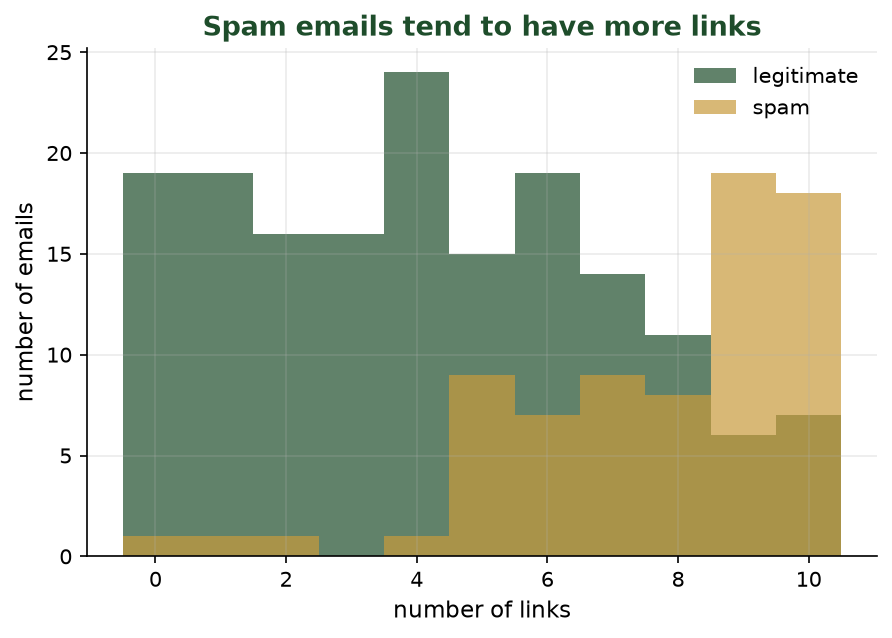 Spam emails tend to have more links
legitimate
spam
number of emails
25
20
15
10
5
0
0 2 4 6 8 10
number of links